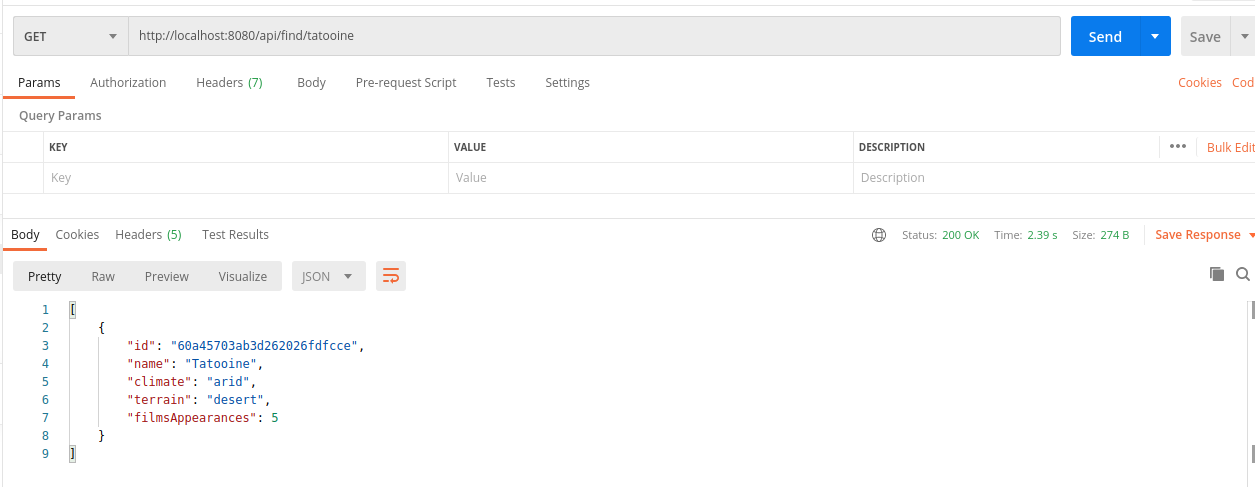 GET http://localhost:8080/api/find/tatooine Send Save
Params Authorization Headers (7) Body Pre-request Script Tests Settings Cookies Cod
Query Params
KEY VALUE DESCRIPTION ••• Bulk Edit
Key Value Description
Body Cookies Headers (5) Test Results Status: 200 OK Time: 2.39 s Size: 274 B Save Response
Pretty Raw Preview Visualize JSON
1 [
2 {
3 "id": "60a45703ab3d262026fdfcce",
4 "name": "Tatooine",
5 "climate": "arid",
6 "terrain": "desert",
7 "filmsAppearances": 5
8 }
9 ]